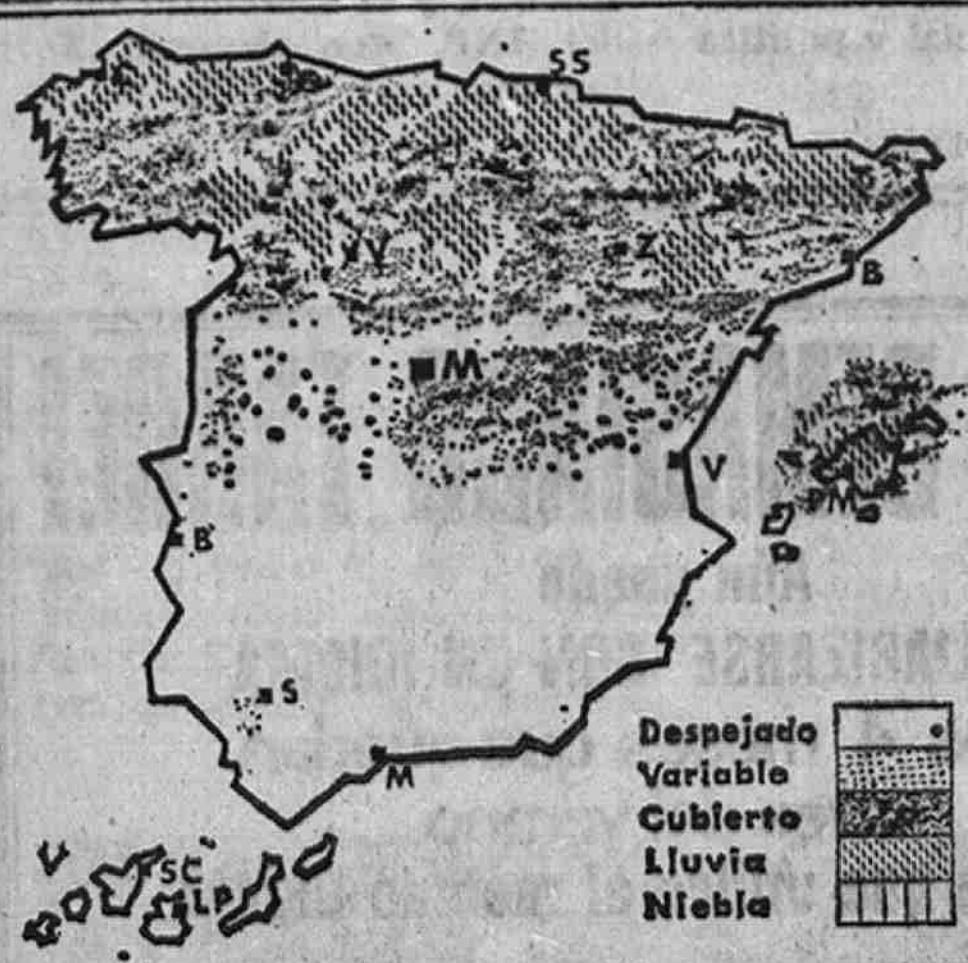 SS
V
Z
B
M
V
PM
B
S
M
SC
LP
Despejado
Variable
Cubierto
Lluvia
Niebla